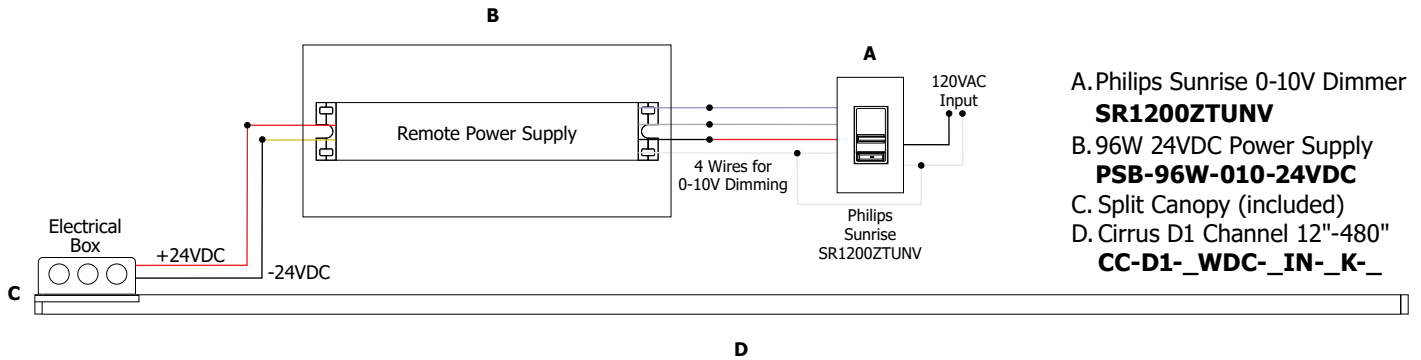 B
A
120VAC
Input
Remote Power Supply
4 Wires for
0-10V Dimming
Philips
Sunrise
SR1200ZTUNV
Electrical
Box
+24VDC
-24VDC
C
D
A. Philips Sunrise 0-10V Dimmer
SR1200ZTUNV
B. 96W 24VDC Power Supply
PSB-96W-010-24VDC
C. Split Canopy (included)
D. Cirrus D1 Channel 12"-480"
CC-D1-_WDC-_IN-_K-_